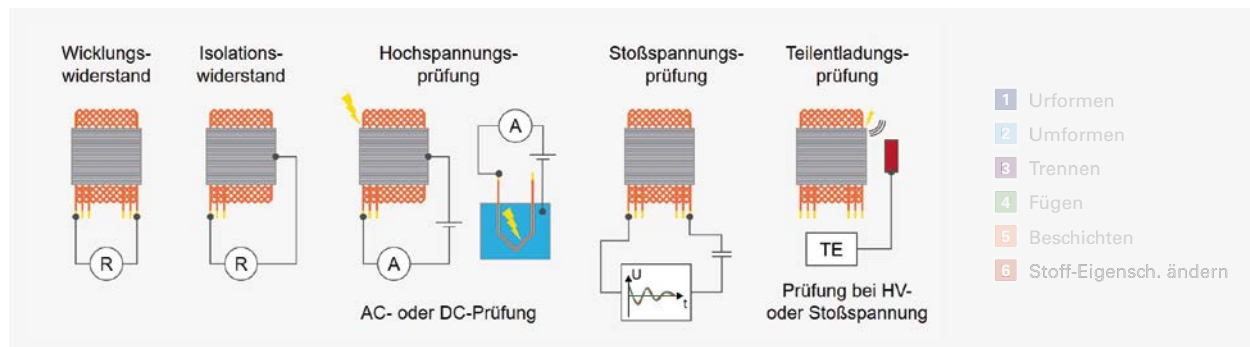 Wicklungs-
widerstand
Isolations-
widerstand
Hochspannungs-
prüfung
Stoßspannungs-
prüfung
Teilentladungs-
prüfung
R
R
A
A
U
t
TE
AC- oder DC-Prüfung
Prüfung bei HV-
oder Stoßspannung
1 Urformen
2 Umformen
3 Trennen
4 Fügen
5 Beschichten
6 Stoff-Eigensch. ändern